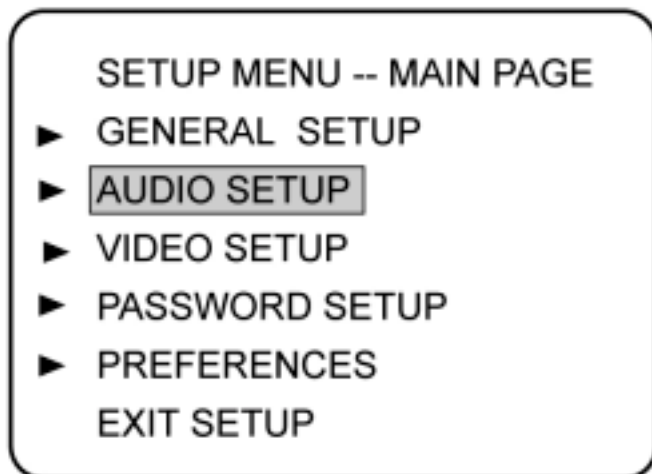 SETUP MENU -- MAIN PAGE
GENERAL SETUP
AUDIO SETUP
VIDEO SETUP
PASSWORD SETUP
PREFERENCES
EXIT SETUP